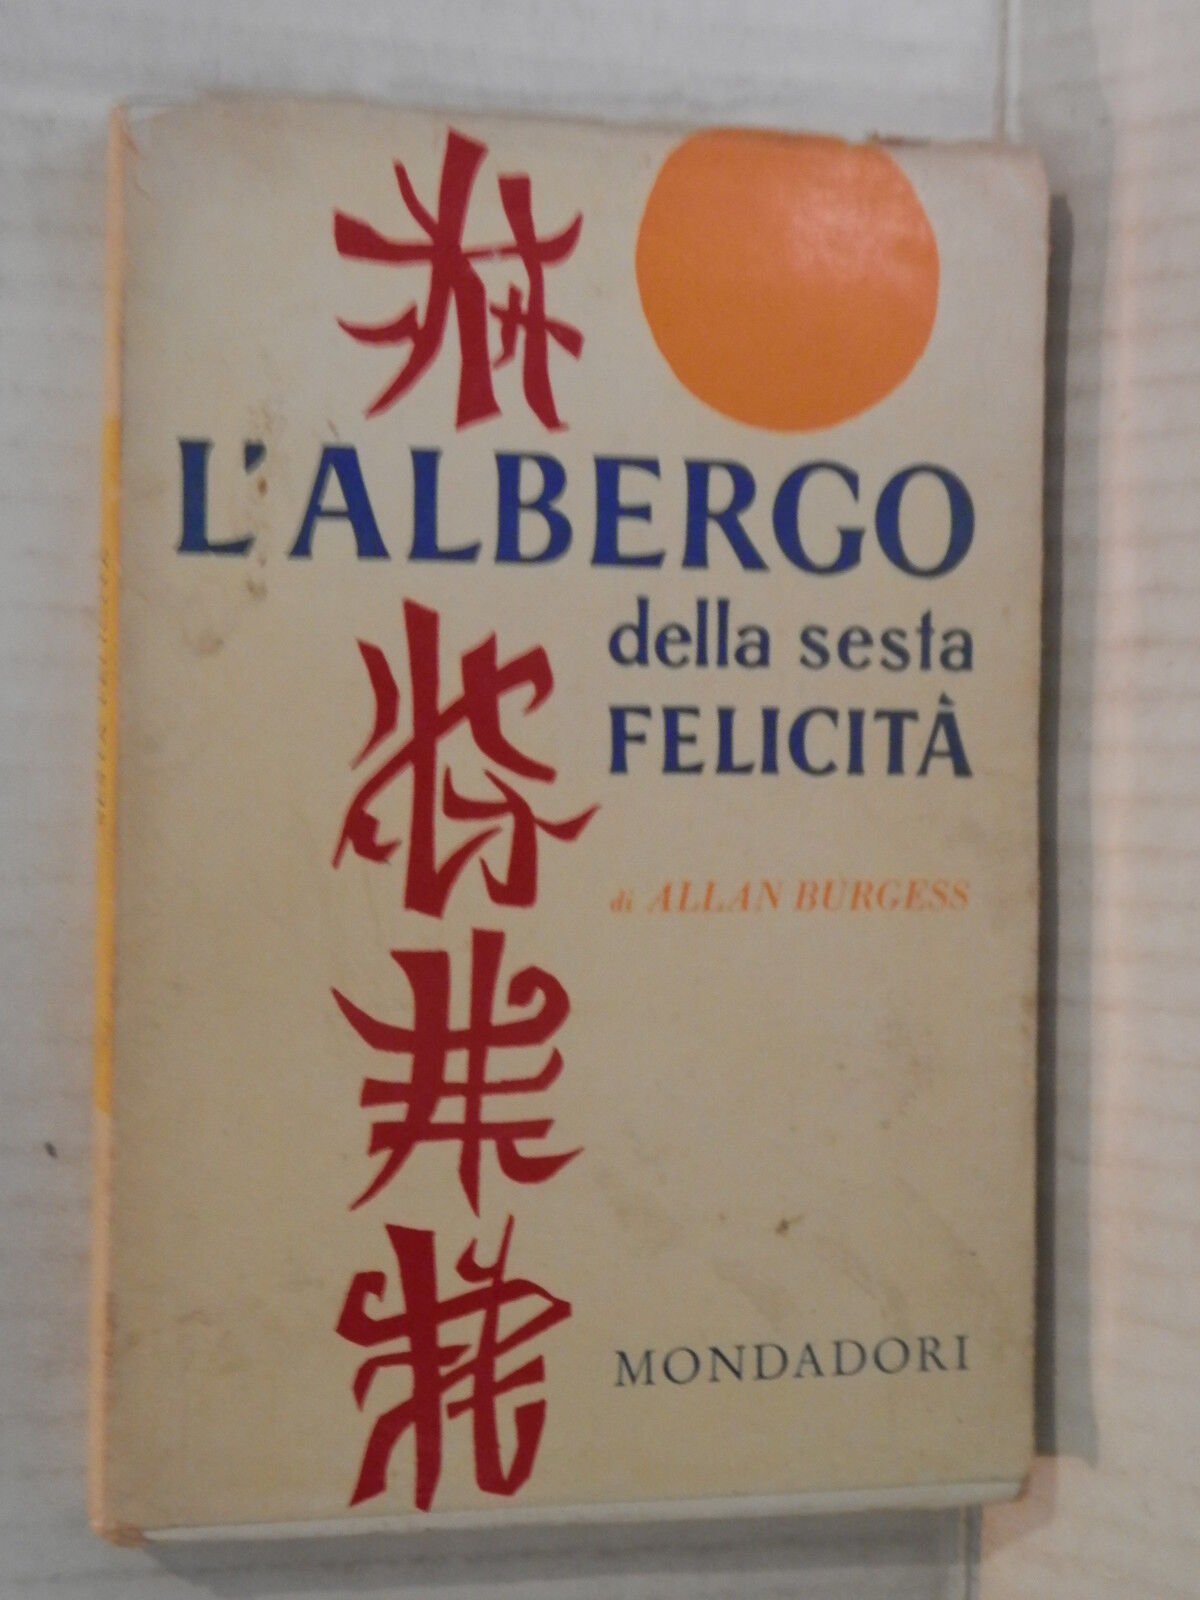 L'ALBERGO
della sesta
FELICITÀ
di ALLAN BURGESS
MONDADORI